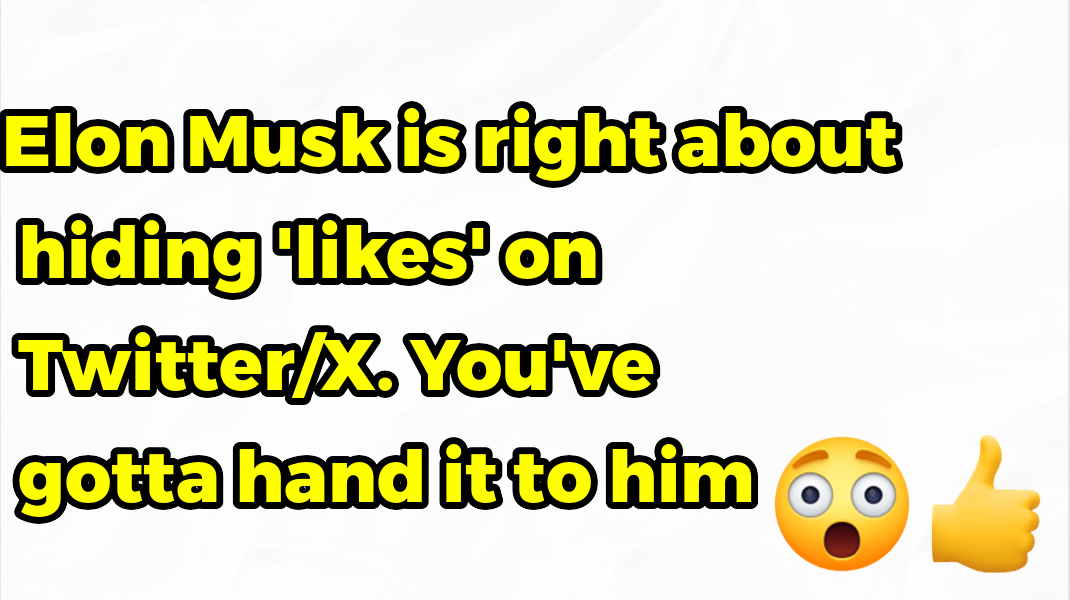 Elon Musk is right about
hiding 'likes' on
Twitter/X. You've
gotta hand it to him 😲👍